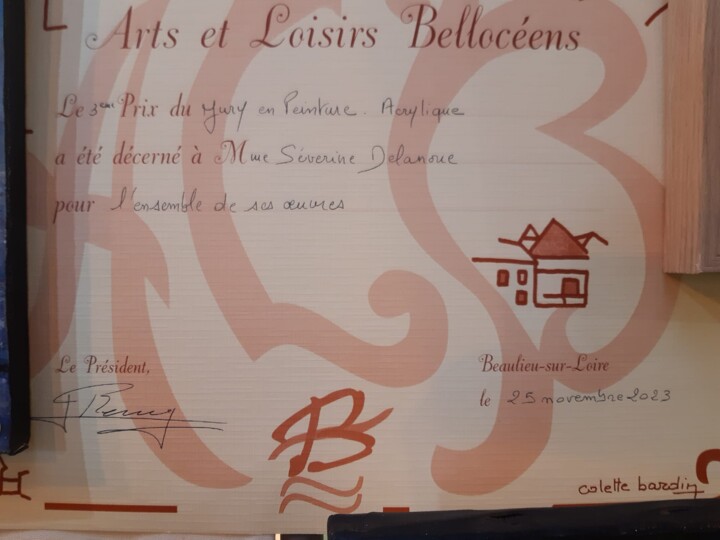 Arts et Loisirs Bellocéens
Le 3em Prix du Jury en Peinture. Acrylique
a été décerné à Mme Séverine Delanoue
pour l'ensemble de ses œuvres
Le Président,
Beaulieu-sur-Loire
le 25 novembre 2023
B
colette bardin